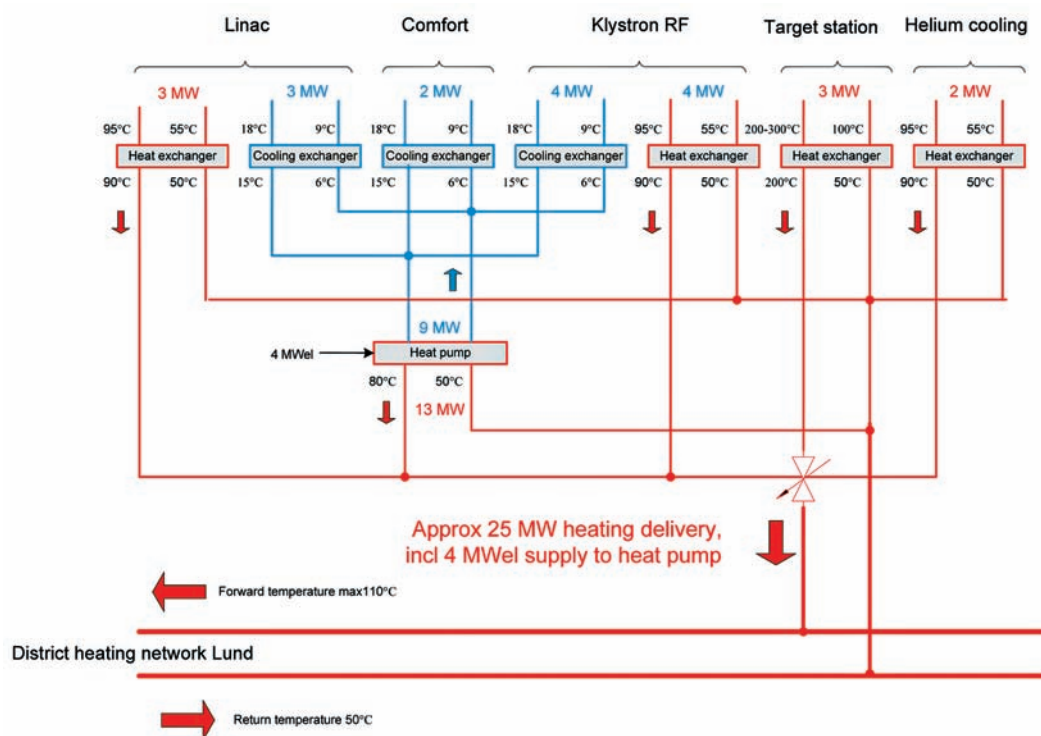 Linac Comfort Klystron RF Target station Helium cooling
3 MW 3 MW 2 MW 4 MW 4 MW 3 MW 2 MW
95°C 55°C 18°C 9°C 18°C 9°C 18°C 9°C 95°C 55°C 200-300°C 100°C 95°C 55°C
Heat exchanger Cooling exchanger Cooling exchanger Cooling exchanger Heat exchanger Heat exchanger Heat exchanger
90°C 50°C 15°C 6°C 15°C 6°C 15°C 6°C 90°C 50°C 200°C 50°C 90°C 50°C
9 MW
4 MWel Heat pump
80°C 50°C
13 MW
Approx 25 MW heating delivery,
incl 4 MWel supply to heat pump
Forward temperature max110°C
District heating network Lund
Return temperature 50°C